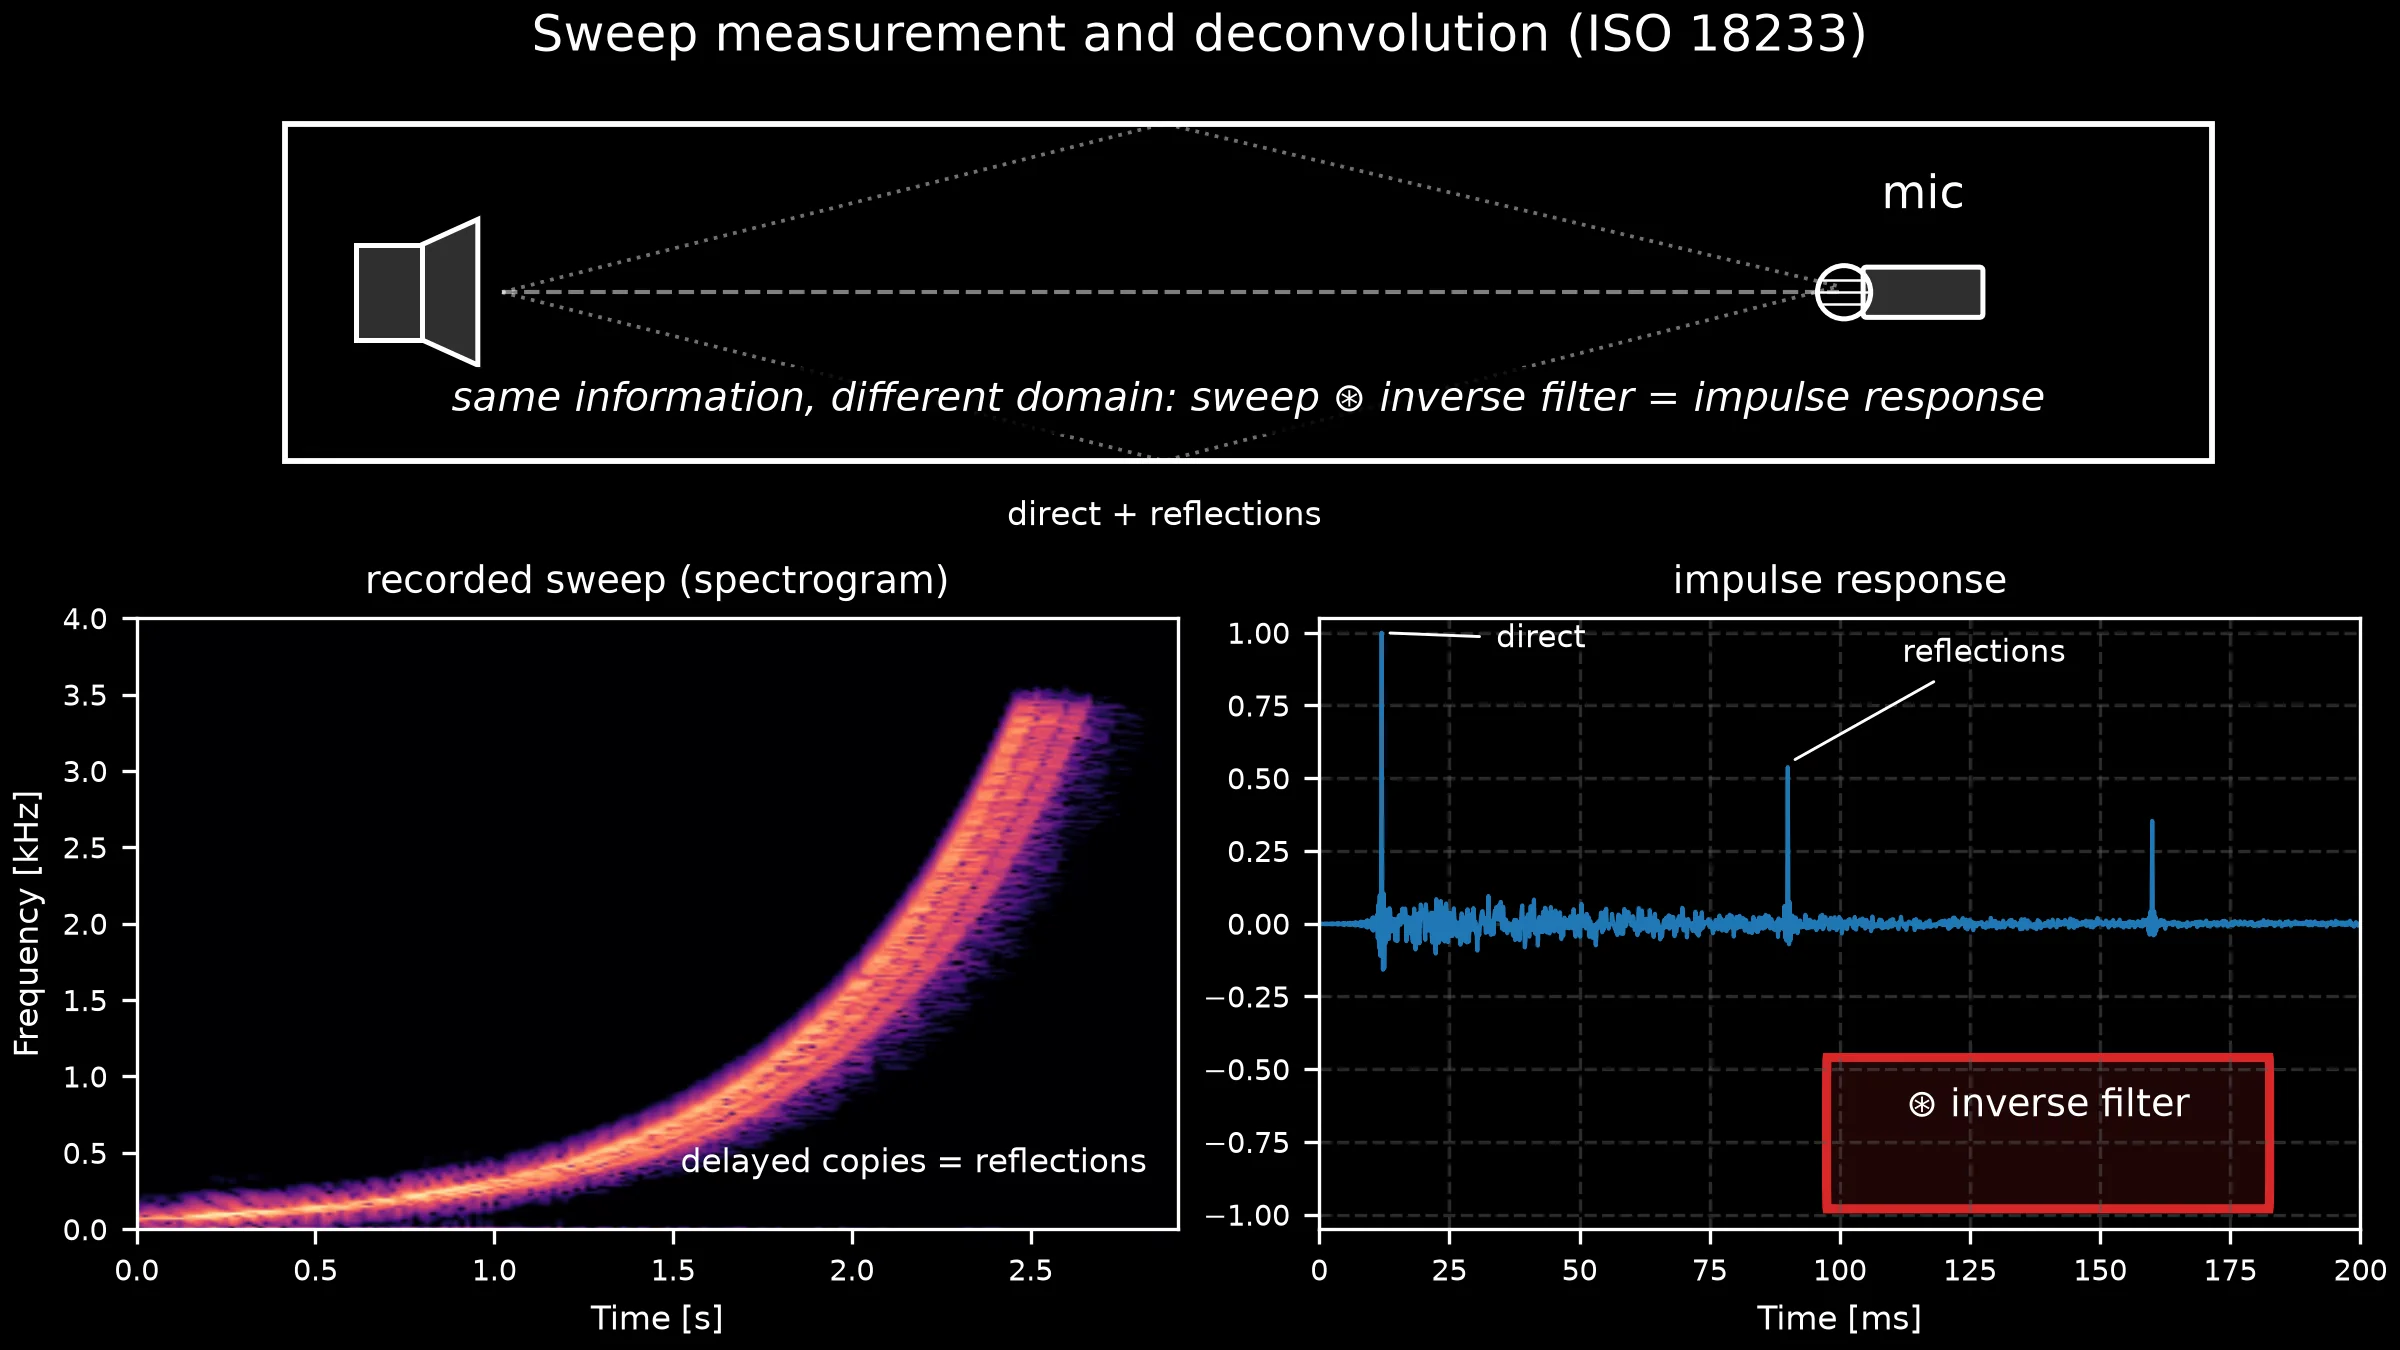 Sweep measurement and deconvolution (ISO 18233)
mic
same information, different domain: sweep ⊛ inverse filter = impulse response
direct + reflections
recorded sweep (spectrogram)
4.0
3.5
3.0
2.5
2.0
1.5
1.0
0.5
0.0
Frequency [kHz]
delayed copies = reflections
0.0 0.5 1.0 1.5 2.0 2.5
Time [s]
impulse response
1.00
0.75
0.50
0.25
0.00
−0.25
−0.50
−0.75
−1.00
direct
reflections
⊛ inverse filter
0 25 50 75 100 125 150 175 200
Time [ms]